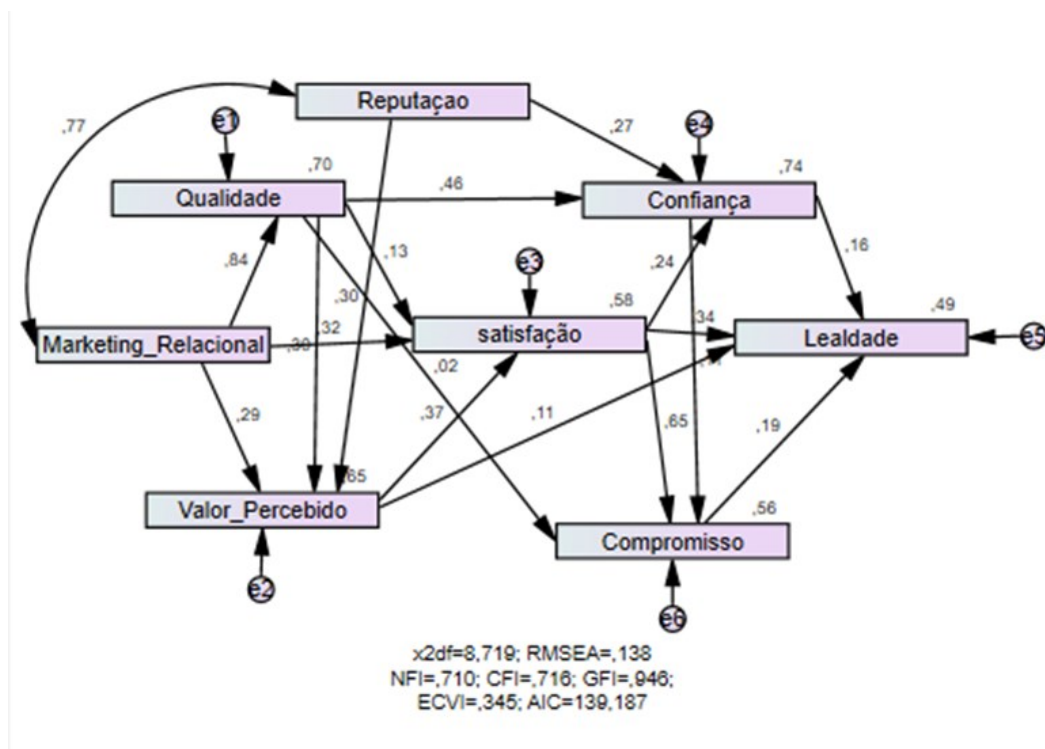 Reputaçao
e1
e4
,77
,27
,70
,74
Qualidade
,46
Confiança
,84
,13
e3
,24
,16
,30
,58
,34
,49
,32
Marketing_Relacional
,30
satisfação
Lealdade
e5
,02
,29
,37
,11
,65
,19
,65
Valor_Percebido
,56
Compromisso
e2
e6
x2df=8,719; RMSEA=,138
NFI=,710; CFI=,716; GFI=,946;
ECVI=,345; AIC=139,187